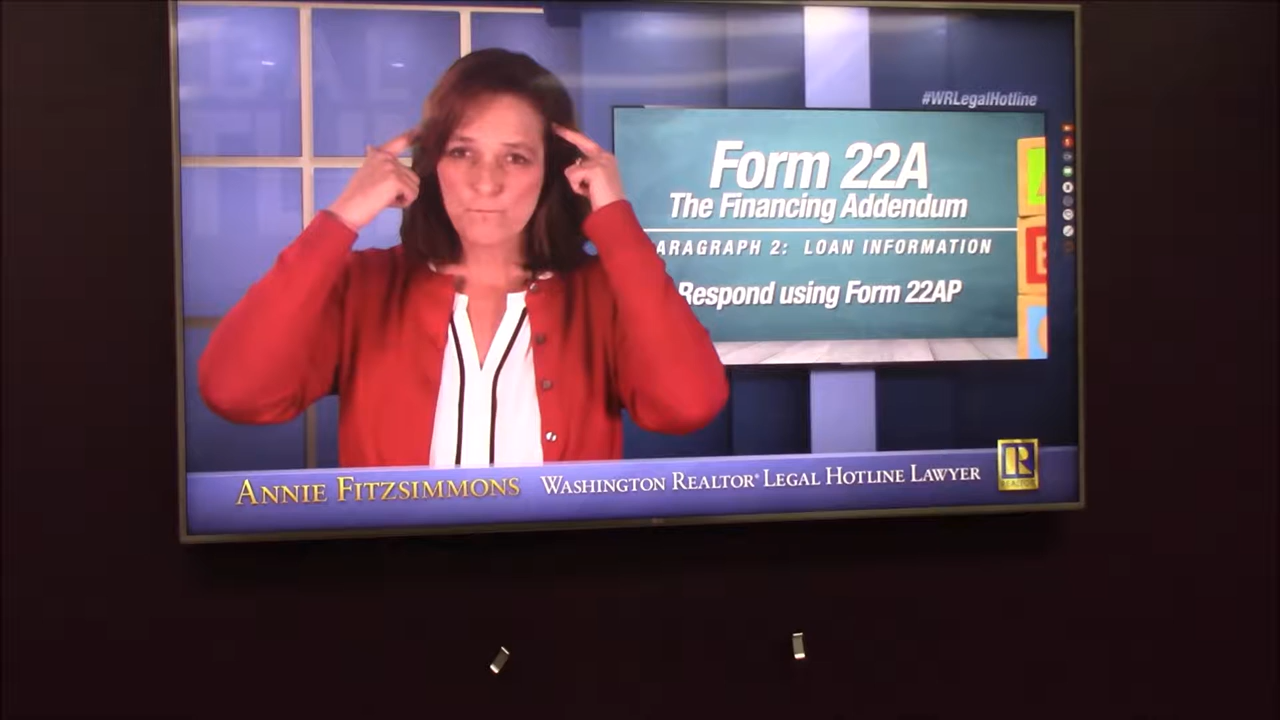 #WRLegalHotline
Form 22A
The Financing Addendum
ARAGRAPH 2: LOAN INFORMATION
Respond using Form 22AP
ANNIE FITZSIMMONS WASHINGTON REALTOR® LEGAL HOTLINE LAWYER
R
REALTOR